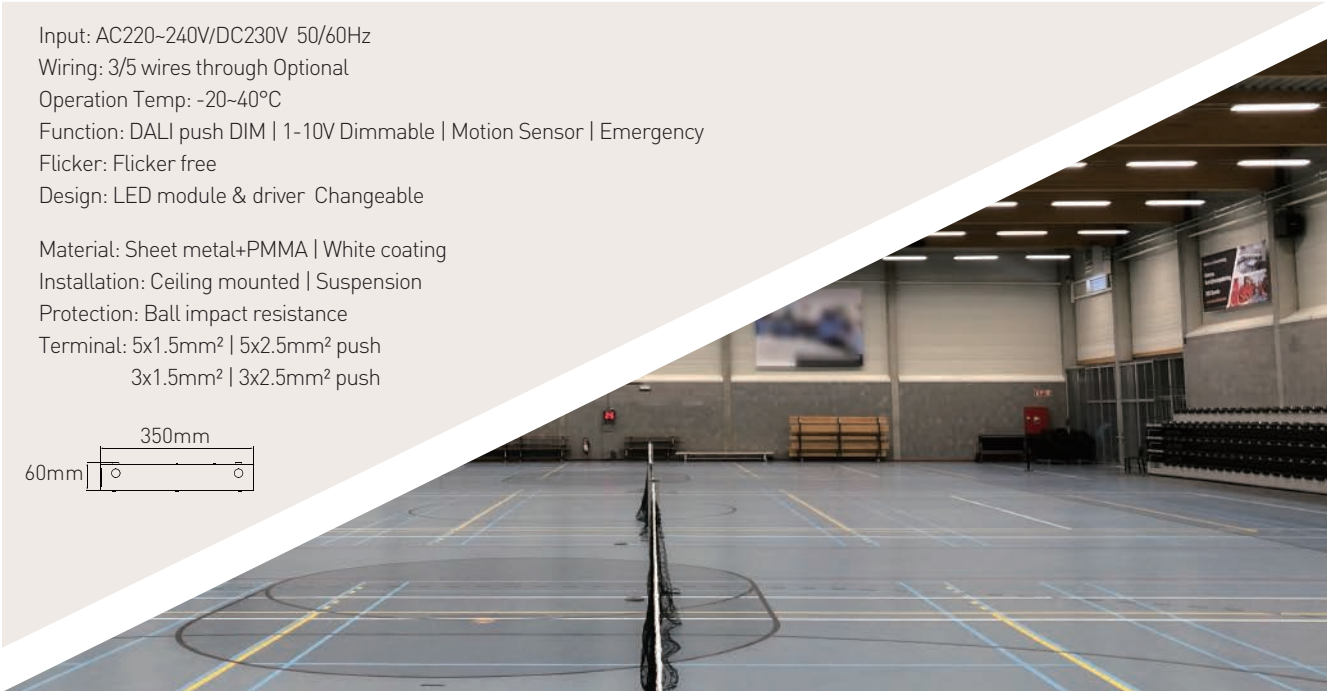 Input: AC220~240V/DC230V 50/60Hz
Wiring: 3/5 wires through Optional
Operation Temp: -20~40°C
Function: DALI push DIM | 1-10V Dimmable | Motion Sensor | Emergency
Flicker: Flicker free
Design: LED module & driver Changeable
Material: Sheet metal+PMMA | White coating
Installation: Ceiling mounted | Suspension
Protection: Ball impact resistance
Terminal: 5x1.5mm² | 5x2.5mm² push
3x1.5mm² | 3x2.5mm² push
350mm
60mm